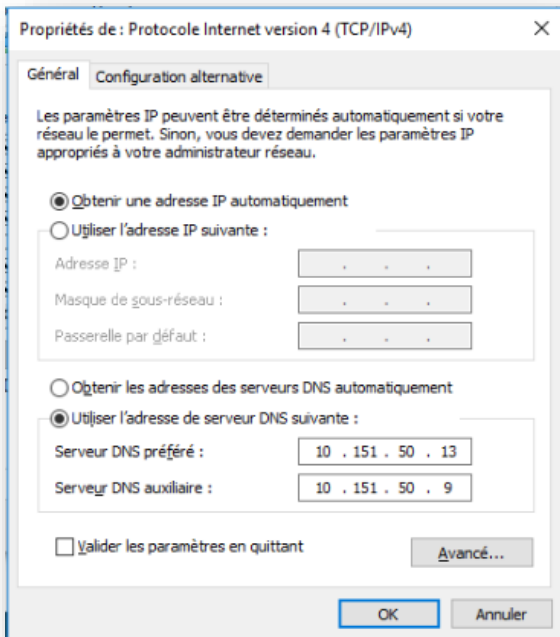 Propriétés de : Protocole Internet version 4 (TCP/IPv4)
Général
Configuration alternative
Les paramètres IP peuvent être déterminés automatiquement si votre
réseau le permet. Sinon, vous devez demander les paramètres IP
appropriés à votre administrateur réseau.
Obtenir une adresse IP automatiquement
Utiliser l'adresse IP suivante :
Adresse IP :
Masque de sous-réseau :
Passerelle par défaut :
Obtenir les adresses des serveurs DNS automatiquement
Utiliser l'adresse de serveur DNS suivante :
Serveur DNS préféré : 10 . 151 . 50 . 13
Serveur DNS auxiliaire : 10 . 151 . 50 . 9
Valider les paramètres en quittant
Avancé...
OK
Annuler